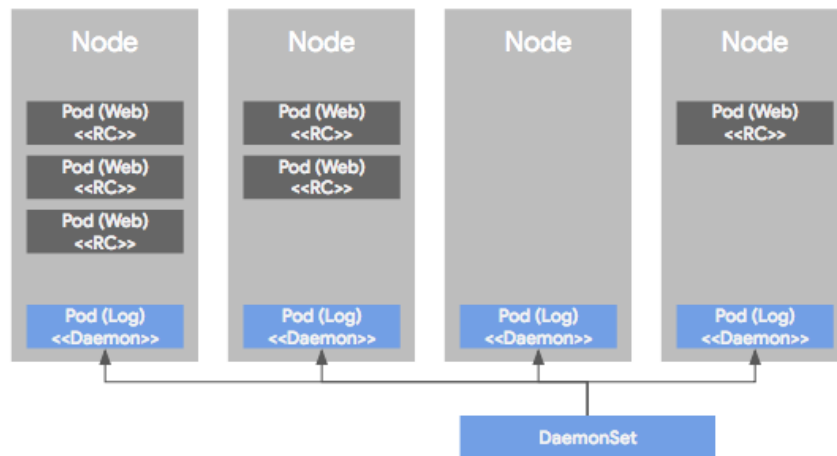 Node
Pod (Web)
<<RC>>
Pod (Web)
<<RC>>
Pod (Web)
<<RC>>
Pod (Log)
<<Daemon>>
Node
Pod (Web)
<<RC>>
Pod (Web)
<<RC>>
Pod (Log)
<<Daemon>>
Node
Pod (Log)
<<Daemon>>
Node
Pod (Web)
<<RC>>
Pod (Log)
<<Daemon>>
DaemonSet